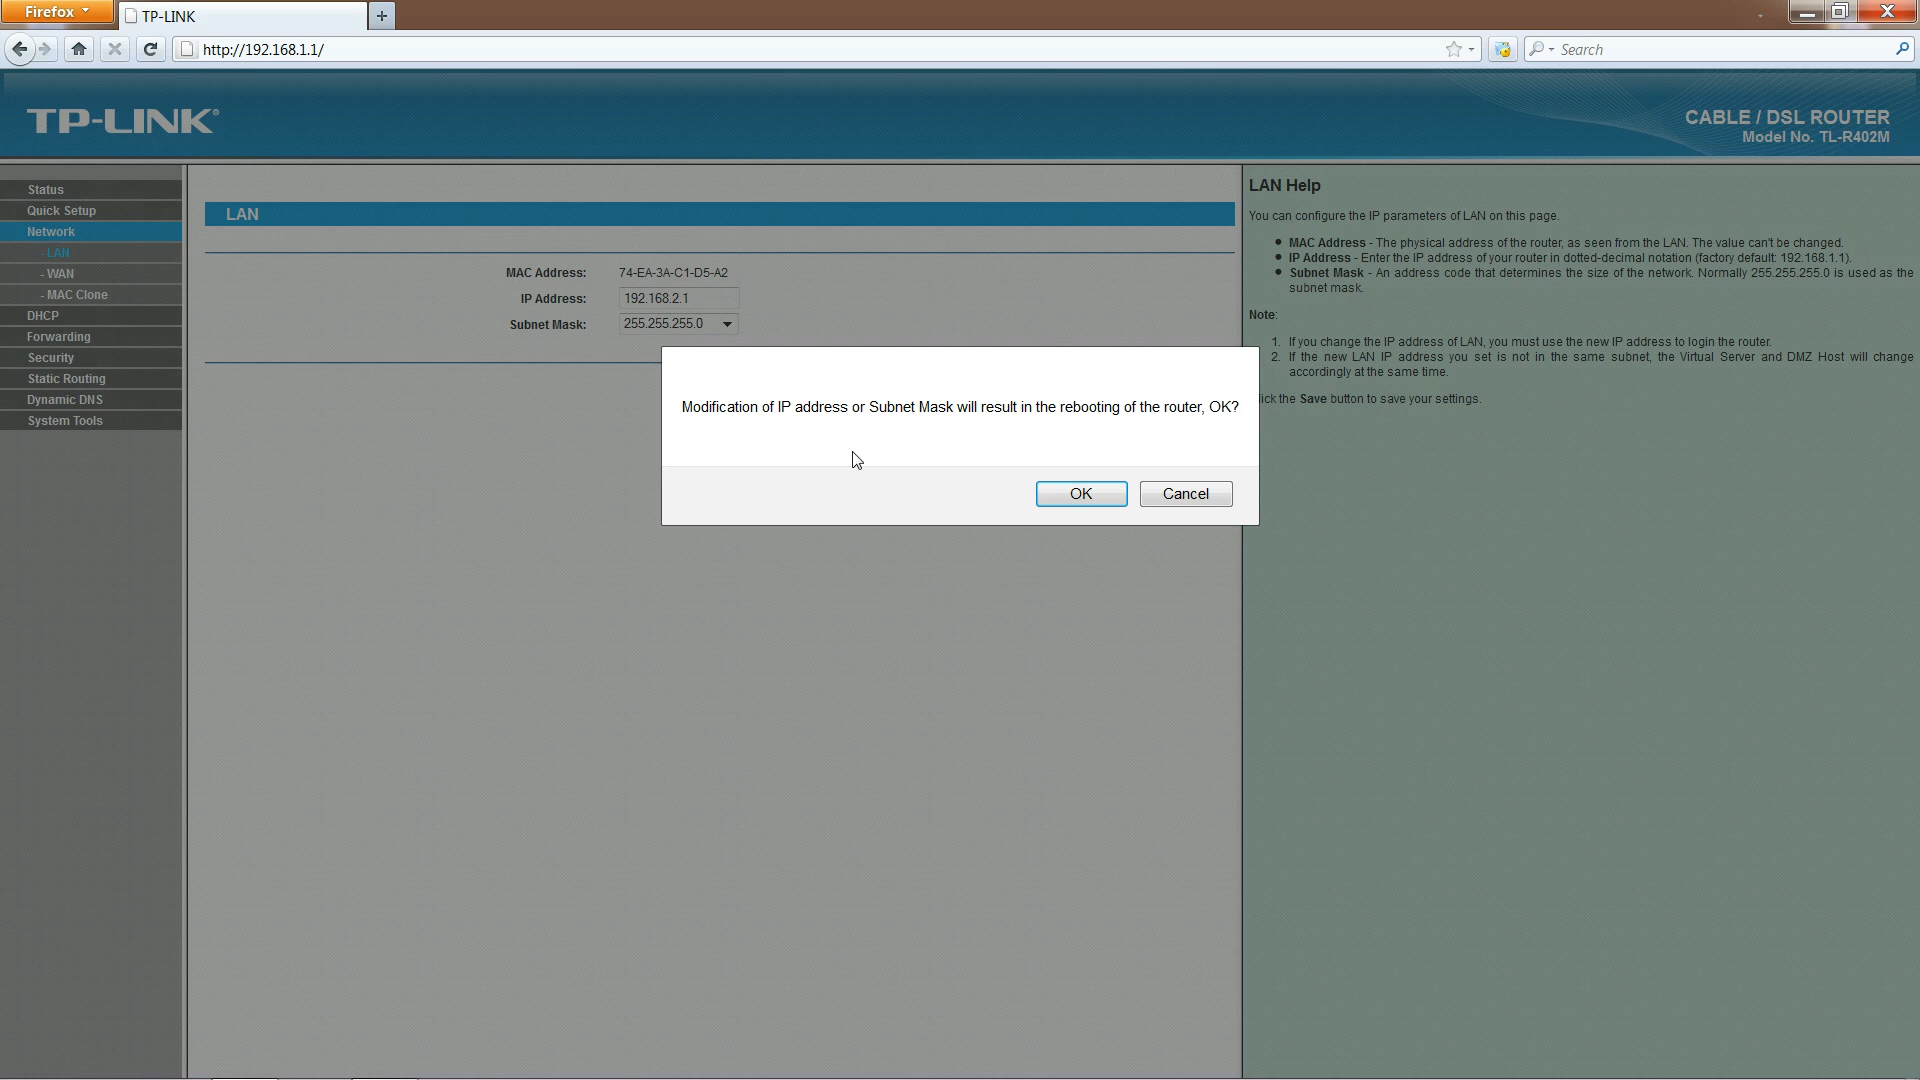 Firefox
TP-LINK
http://192.168.1.1/
Search
TP-LINK®
CABLE / DSL ROUTER
Model No. TL-R402M
Status
Quick Setup
Network
- LAN
- WAN
- MAC Clone
DHCP
Forwarding
Security
Static Routing
Dynamic DNS
System Tools
LAN
MAC Address: 74-EA-3A-C1-D5-A2
IP Address: 192.168.2.1
Subnet Mask: 255.255.255.0
Modification of IP address or Subnet Mask will result in the rebooting of the router, OK?
OK
Cancel
LAN Help
You can configure the IP parameters of LAN on this page.
● MAC Address - The physical address of the router, as seen from the LAN. The value can't be changed.
● IP Address - Enter the IP address of your router in dotted-decimal notation (factory default: 192.168.1.1).
● Subnet Mask - An address code that determines the size of the network. Normally 255.255.255.0 is used as the
subnet mask.
Note:
1. If you change the IP address of LAN, you must use the new IP address to login the router.
2. If the new LAN IP address you set is not in the same subnet, the Virtual Server and DMZ Host will change
accordingly at the same time.
ick the Save button to save your settings.